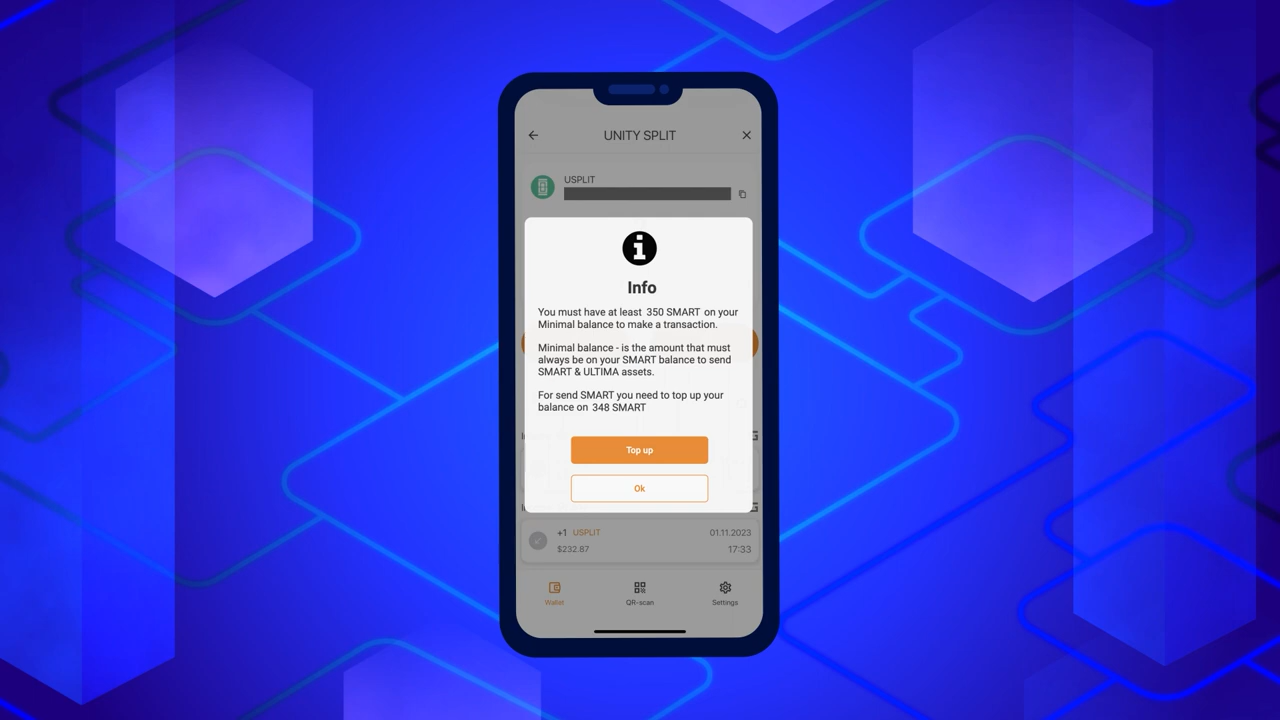 UNITY SPLIT
USPLIT
Info
You must have at least 350 SMART on your
Minimal balance to make a transaction.
Minimal balance - is the amount that must
always be on your SMART balance to send
SMART & ULTIMA assets.
For send SMART you need to top up your
balance on 348 SMART
Top up
Ok
+1 USPLIT 01.11.2023
$232.87 17:33
Wallet QR-scan Settings